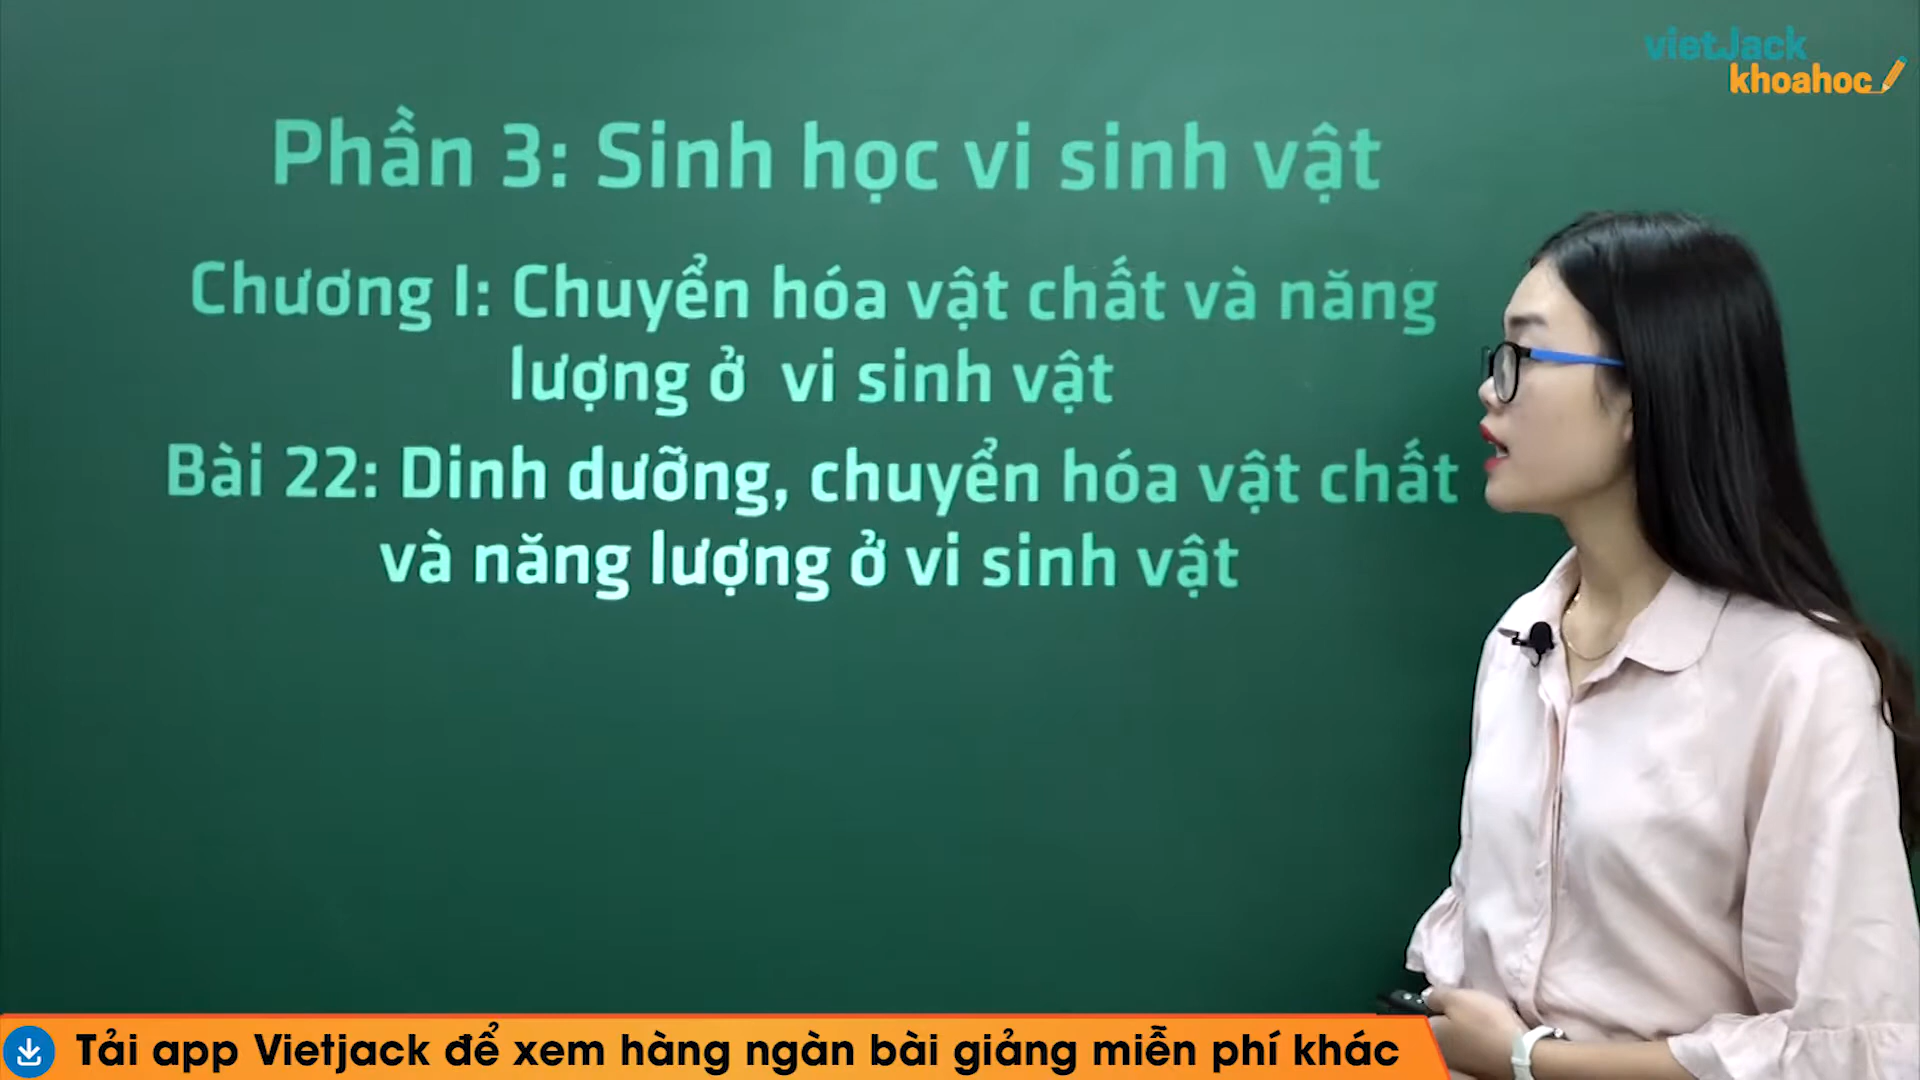 vietJack
khoahoc
Phần 3: Sinh học vi sinh vật
Chương I: Chuyển hóa vật chất và năng
lượng ở vi sinh vật
Bài 22: Dinh dưỡng, chuyển hóa vật chất
và năng lượng ở vi sinh vật
Tải app Vietjack để xem hàng ngàn bài giảng miễn phí khác